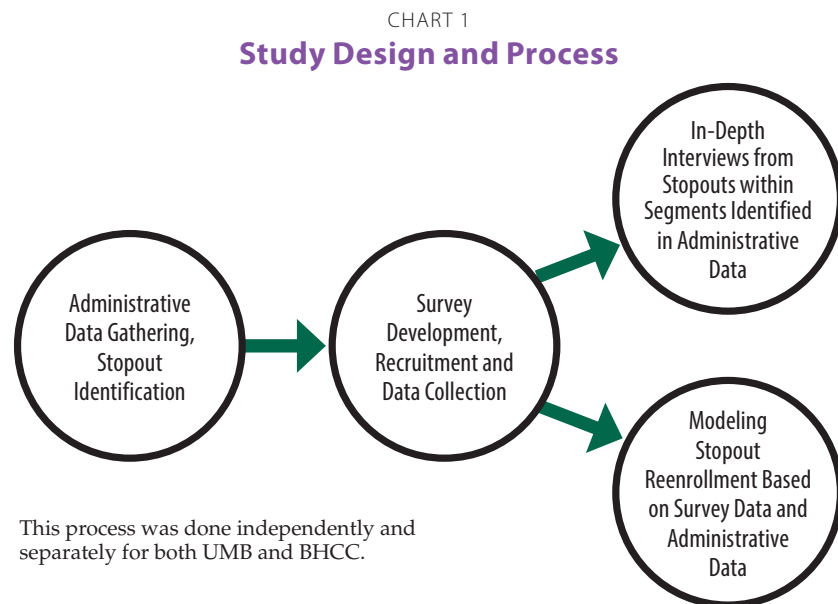 CHART 1
Study Design and Process
Administrative
Data Gathering,
Stopout
Identification
Survey
Development,
Recruitment and
Data Collection
In-Depth
Interviews from
Stopouts within
Segments Identified
in Administrative
Data
Modeling
Stopout
Reenrollment Based
on Survey Data and
Administrative
Data
This process was done independently and
separately for both UMB and BHCC.